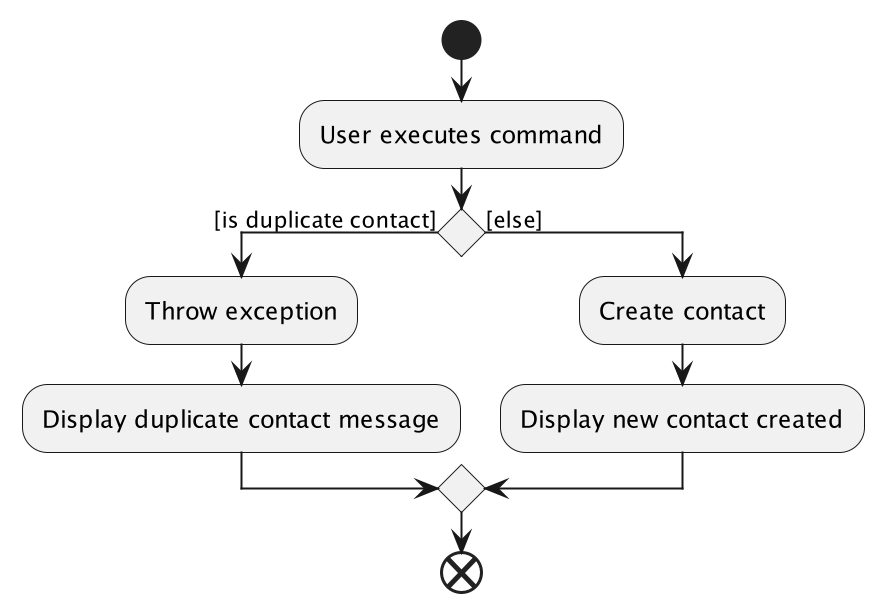 User executes command
[is duplicate contact]
[else]
Throw exception
Create contact
Display duplicate contact message
Display new contact created